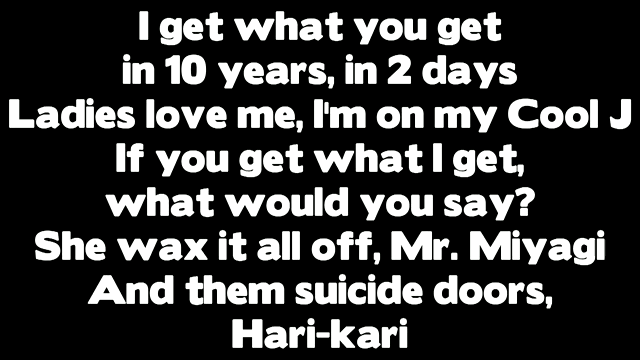 I get what you get
in 10 years, in 2 days
Ladies love me, I'm on my Cool J
If you get what I get,
what would you say?
She wax it all off, Mr. Miyagi
And them suicide doors,
Hari-kari